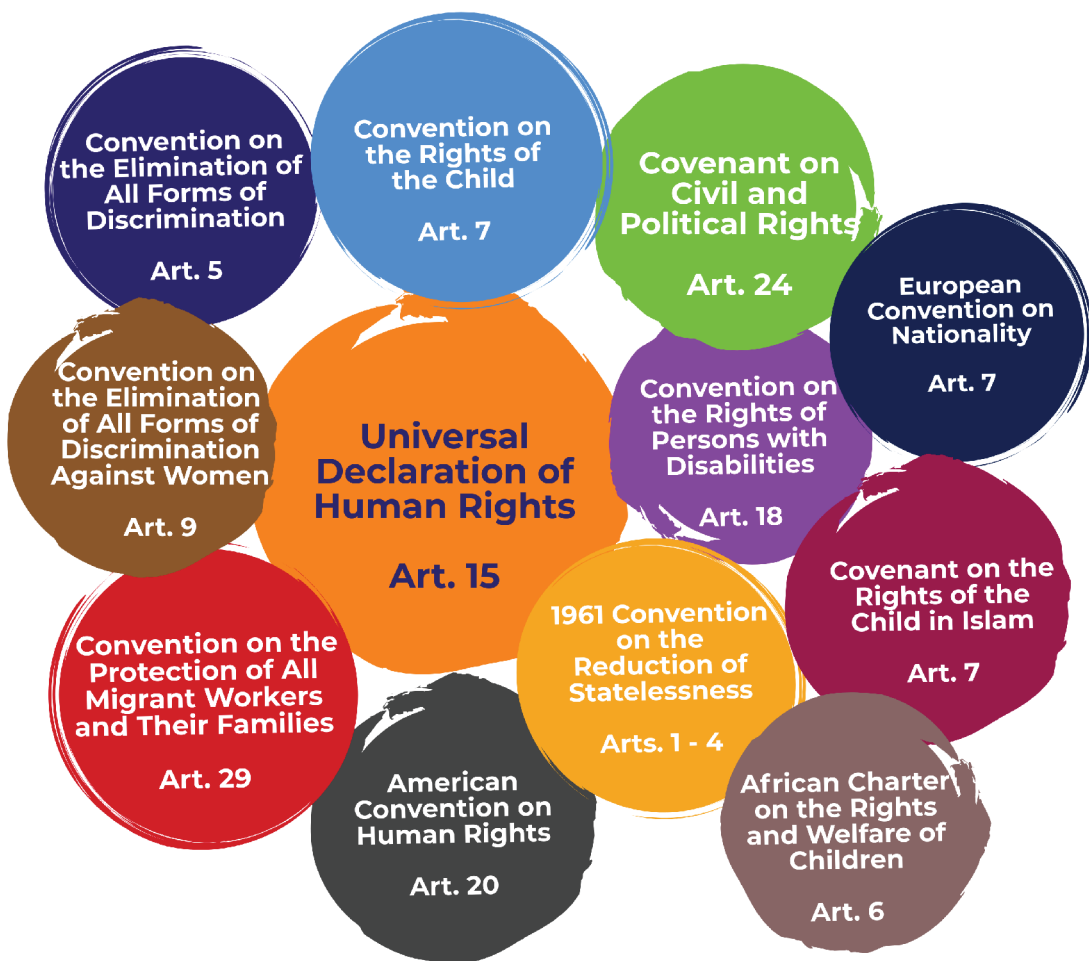 Convention on
the Elimination of
All Forms of
Discrimination
Art. 5
Convention on
the Rights of
the Child
Art. 7
Covenant on
Civil and
Political Rights
Art. 24
European
Convention on
Nationality
Art. 7
Convention on
the Elimination
of All Forms of
Discrimination
Against Women
Art. 9
Universal
Declaration of
Human Rights
Art. 15
Convention on
the Rights of
Persons with
Disabilities
Art. 18
Covenant on the
Rights of the
Child in Islam
Art. 7
Convention on the
Protection of All
Migrant Workers
and Their Families
Art. 29
1961 Convention
on the
Reduction of
Statelessness
Arts. 1 - 4
American
Convention on
Human Rights
Art. 20
African Charter
on the Rights
and Welfare of
Children
Art. 6